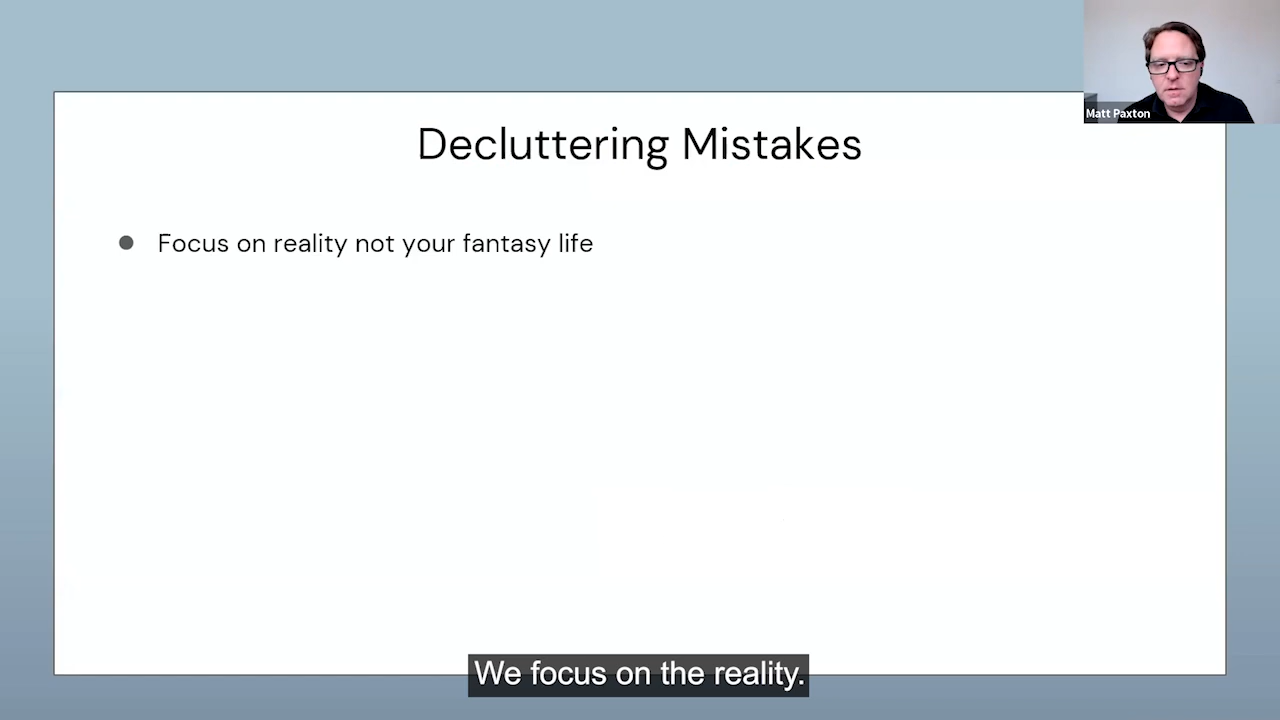 Matt Paxton
Decluttering Mistakes
Focus on reality not your fantasy life
We focus on the reality.